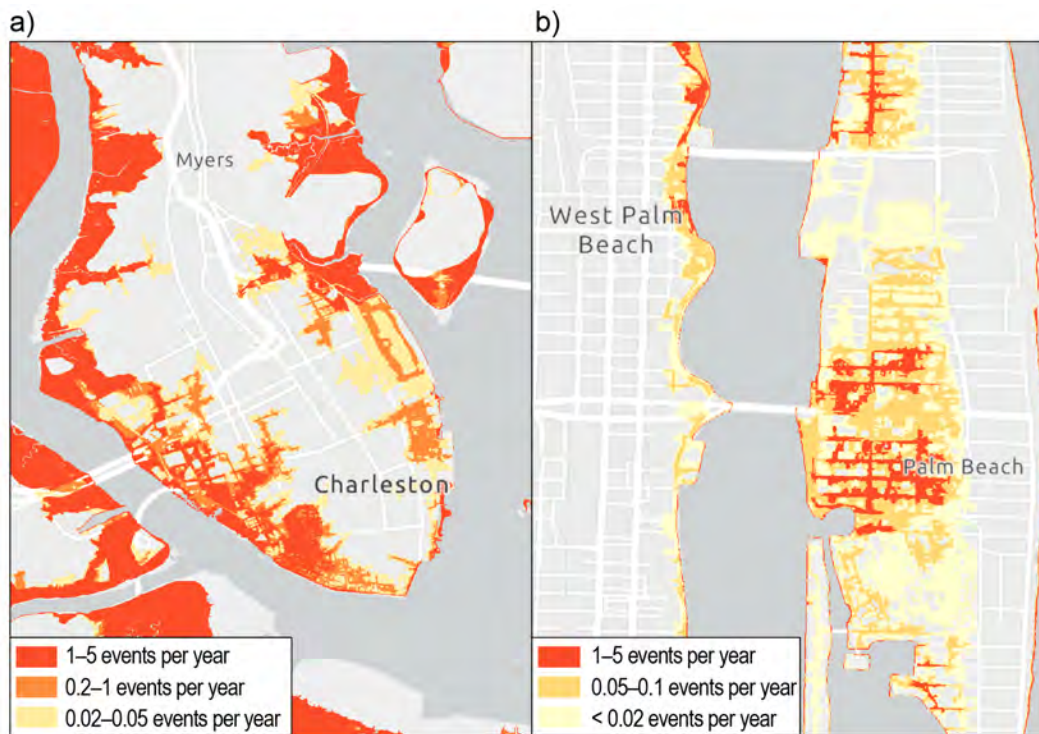 a)
Myers
Charleston
1–5 events per year
0.2–1 events per year
0.02–0.05 events per year
b)
West Palm
Beach
Palm Beach
1–5 events per year
0.05–0.1 events per year
< 0.02 events per year